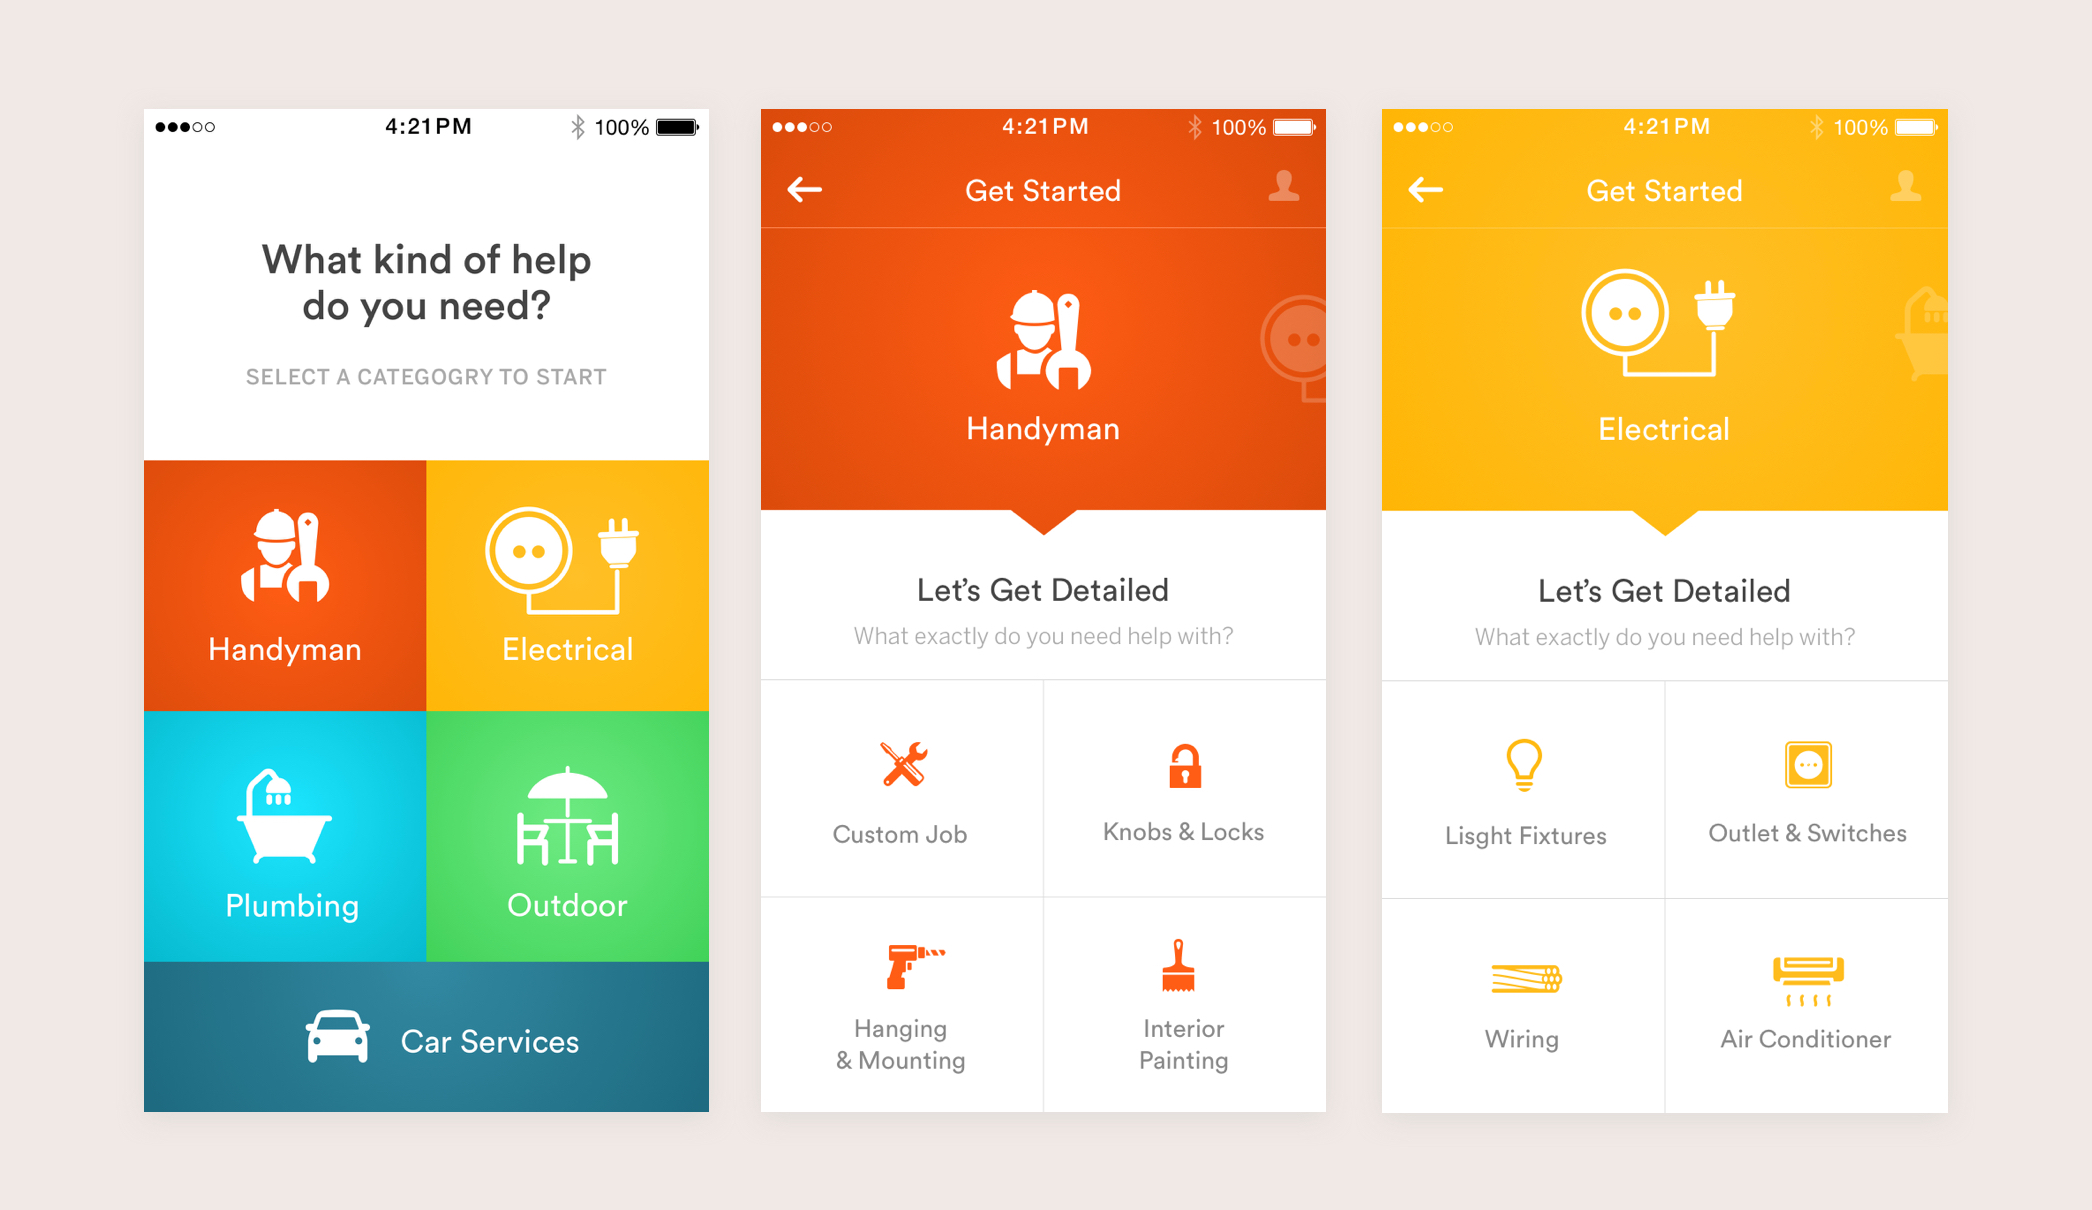 4:21PM
100%
What kind of help
do you need?
SELECT A CATEGOGRY TO START
Handyman
Electrical
Plumbing
Outdoor
Car Services
4:21PM
100%
Get Started
Handyman
Let's Get Detailed
What exactly do you need help with?
Custom Job
Knobs & Locks
Hanging
& Mounting
Interior
Painting
4:21PM
100%
Get Started
Electrical
Let's Get Detailed
What exactly do you need help with?
Lisght Fixtures
Outlet & Switches
Wiring
Air Conditioner